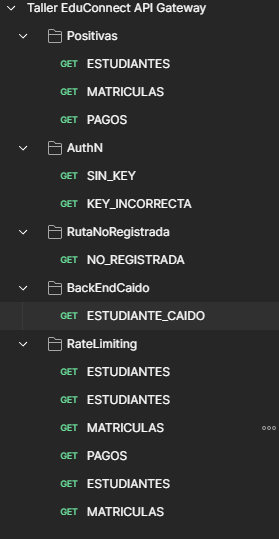 Taller EduConnect API Gateway
Positivas
GET ESTUDIANTES
GET MATRICULAS
GET PAGOS
AuthN
GET SIN_KEY
GET KEY_INCORRECTA
RutaNoRegistrada
GET NO_REGISTRADA
BackEndCaido
GET ESTUDIANTE_CAIDO
RateLimiting
GET ESTUDIANTES
GET ESTUDIANTES
GET MATRICULAS
GET PAGOS
GET ESTUDIANTES
GET MATRICULAS